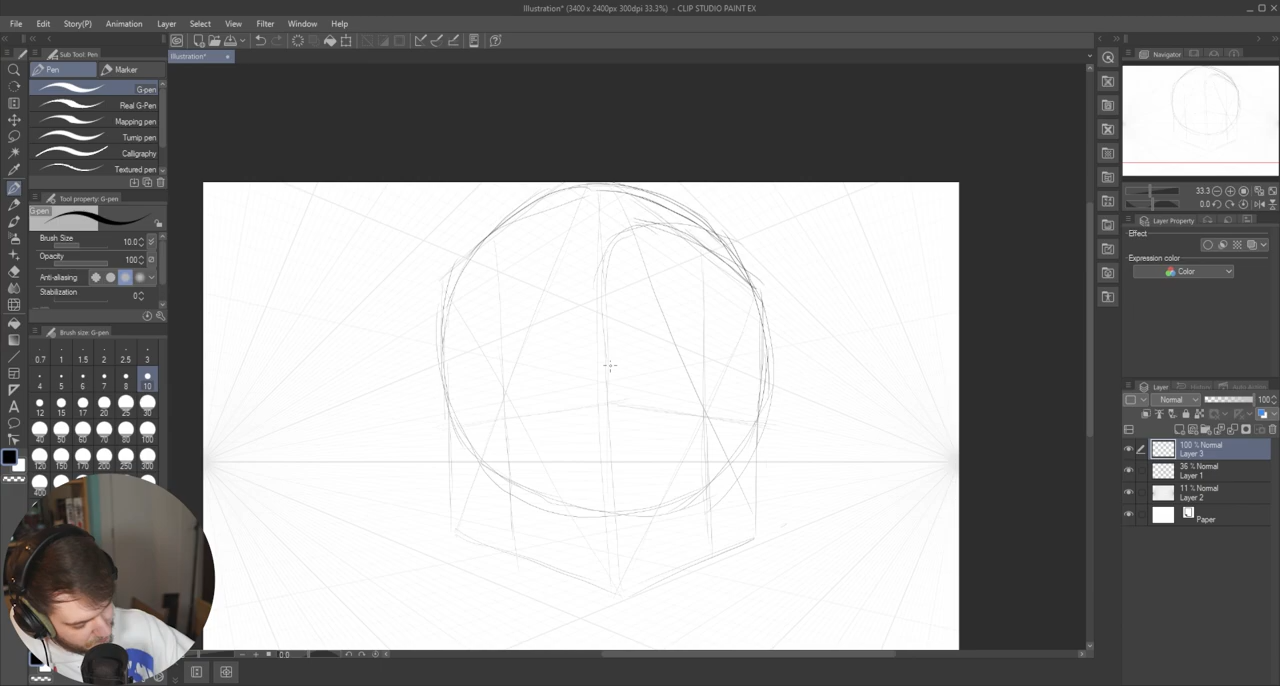 Illustration* (3400 x 2400px 300dpi 33.3%) - CLIP STUDIO PAINT EX
File Edit Story(P) Animation Layer Select View Filter Window Help
Sub Tool: Pen
Illustration*
Pen Marker
G-pen
Real G-Pen
Mapping pen
Turnip pen
Calligraphy
Textured pen
Tool property: G-pen
G-pen
Brush Size 10.0
Opacity 100
Anti-aliasing
Stabilization 0
Brush size: G-pen
0.7 1 1.5 2 2.5 3
4 5 6 7 8 10
12 15 17 20 25 30
40 50 60 70 80 100
120 150 170 200 250 300
400
0.0
Navigator
33.3
0.0
Layer Property
Effect
Expression color
Color
Layer History Auto Action
Normal 100
100 % Normal
Layer 3
36 % Normal
Layer 1
11 % Normal
Layer 2
Paper